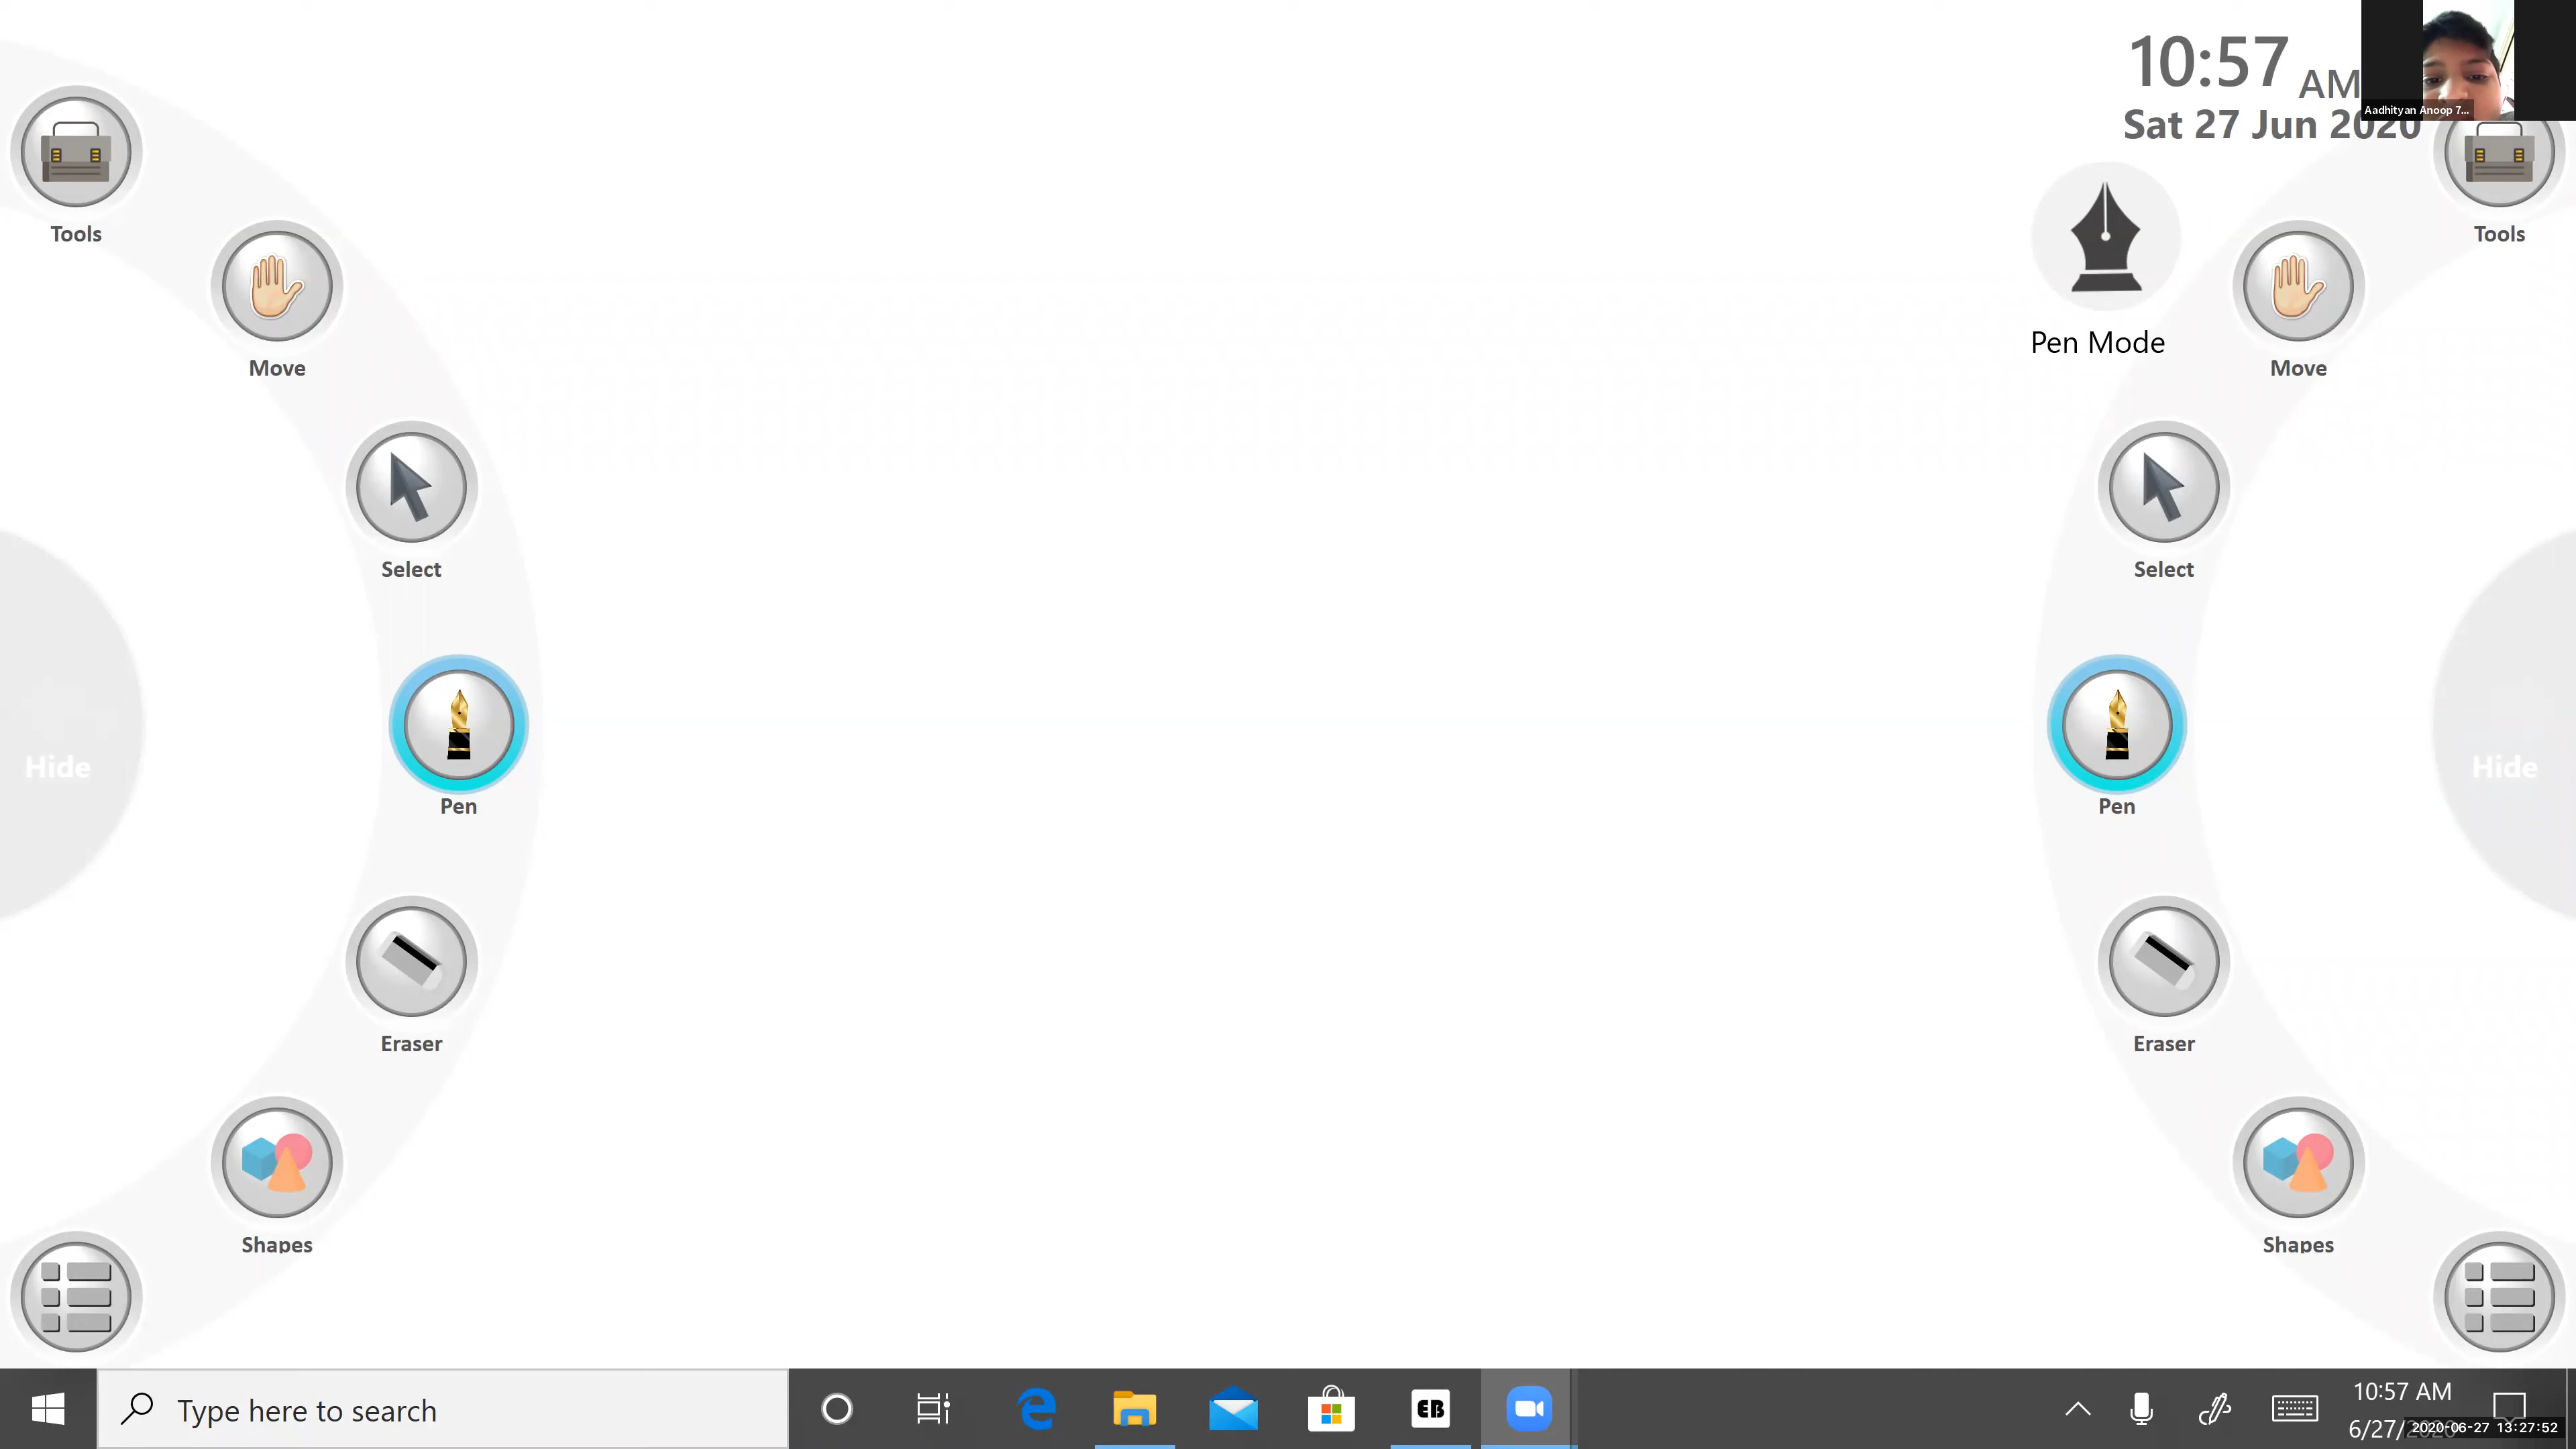 10:57 AM
Aadhityan Anoop 7...
Sat 27 Jun 2020
Tools
Tools
Move
Pen Mode
Move
Select
Select
Hide
Hide
Pen
Pen
Eraser
Eraser
Shapes
Shapes
Type here to search
EB
10:57 AM
6/27/
2020-06-27 13:27:52